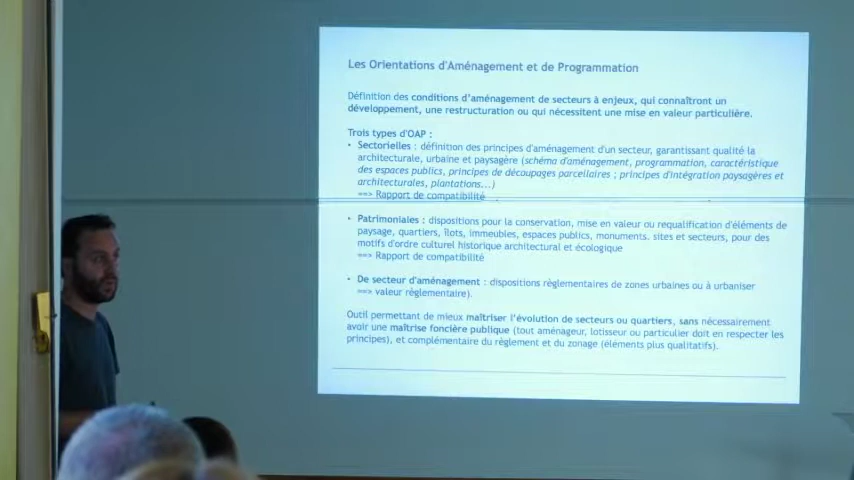 Les Orientations d'Aménagement et de Programmation
Définition des conditions d'aménagement de secteurs à enjeux, qui connaîtront un
développement, une restructuration ou qui nécessitent une mise en valeur particulière.
Trois types d'OAP :
• Sectorielles : définition des principes d'aménagement d'un secteur, garantissant qualité la
architecturale, urbaine et paysagère (schéma d'aménagement, programmation, caractéristique
des espaces publics, principes de découpages parcellaires ; principes d'intégration paysagères et
architecturales, plantations...)
==> Rapport de compatibilité
• Patrimoniales : dispositions pour la conservation, mise en valeur ou requalification d'éléments de
paysage, quartiers, îlots, immeubles, espaces publics, monuments. sites et secteurs, pour des
motifs d'ordre culturel historique architectural et écologique
==> Rapport de compatibilité
• De secteur d'aménagement : dispositions règlementaires de zones urbaines ou à urbaniser
==> valeur règlementaire).
Outil permettant de mieux maîtriser l'évolution de secteurs ou quartiers, sans nécessairement
avoir une maîtrise foncière publique (tout aménageur, lotisseur ou particulier doit en respecter les
principes), et complémentaire du règlement et du zonage (éléments plus qualitatifs).